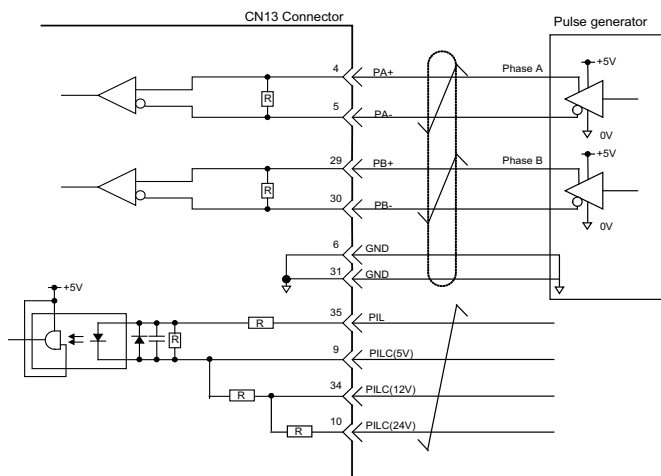 CN13 Connector
Pulse generator
4
PA+
Phase A
+5V
R
5
PA-
0V
29
PB+
Phase B
+5V
R
30
PB-
0V
6
GND
31
GND
+5V
35
PIL
R
R
9
PILC(5V)
34
PILC(12V)
R
10
PILC(24V)
R